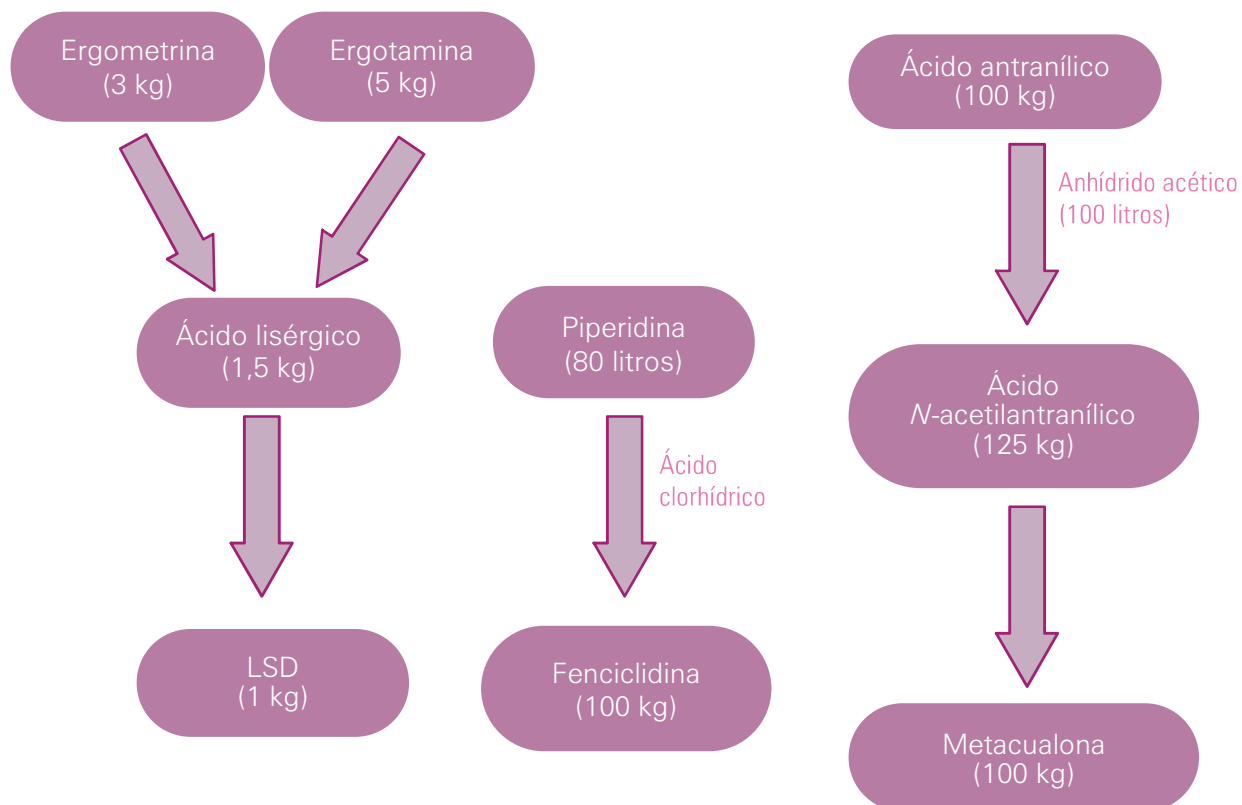 Ergometrina
(3 kg)
Ergotamina
(5 kg)
Ácido lisérgico
(1,5 kg)
LSD
(1 kg)
Piperidina
(80 litros)
Ácido
clorhídrico
Fenciclidina
(100 kg)
Ácido antranílico
(100 kg)
Anhídrido acético
(100 litros)
Ácido
N-acetilantranílico
(125 kg)
Metacualona
(100 kg)